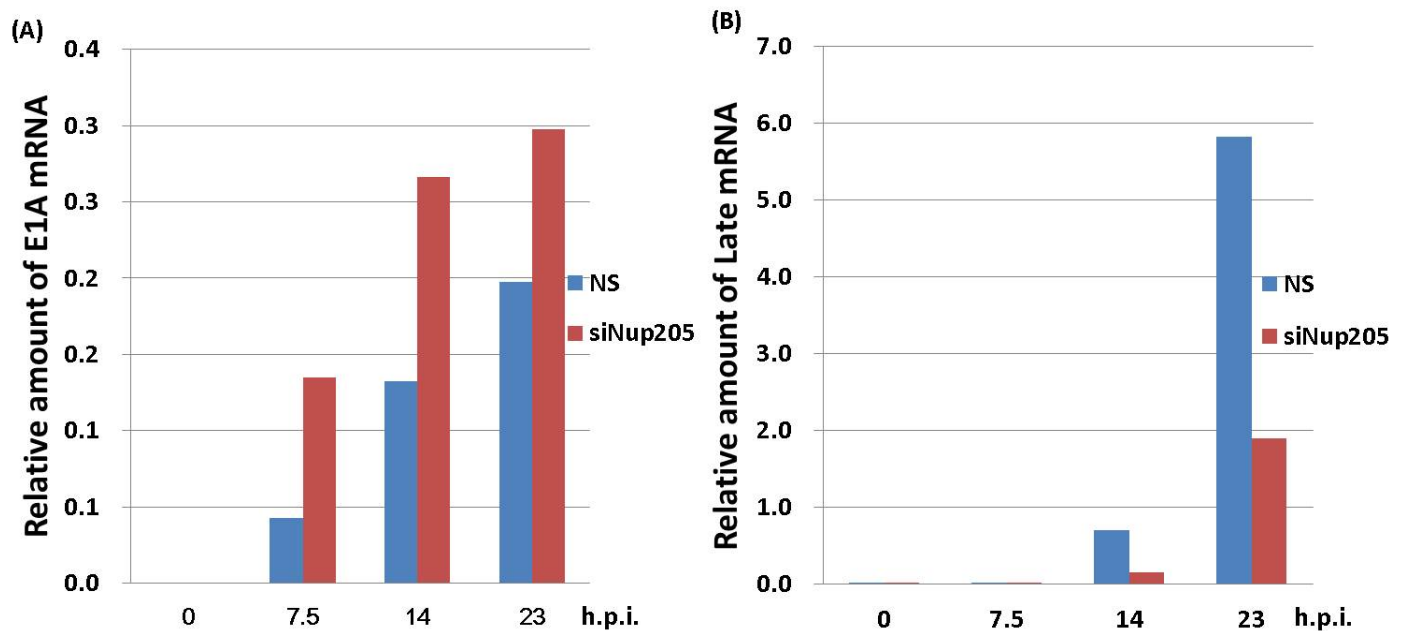 (A)
Relative amount of E1A mRNA
0.4
0.3
0.3
0.2
0.2
0.1
0.1
0.0
0 7.5 14 23 h.p.i.
NS
siNup205
(B)
Relative amount of Late mRNA
7.0
6.0
5.0
4.0
3.0
2.0
1.0
0.0
0 7.5 14 23 h.p.i.
NS
siNup205